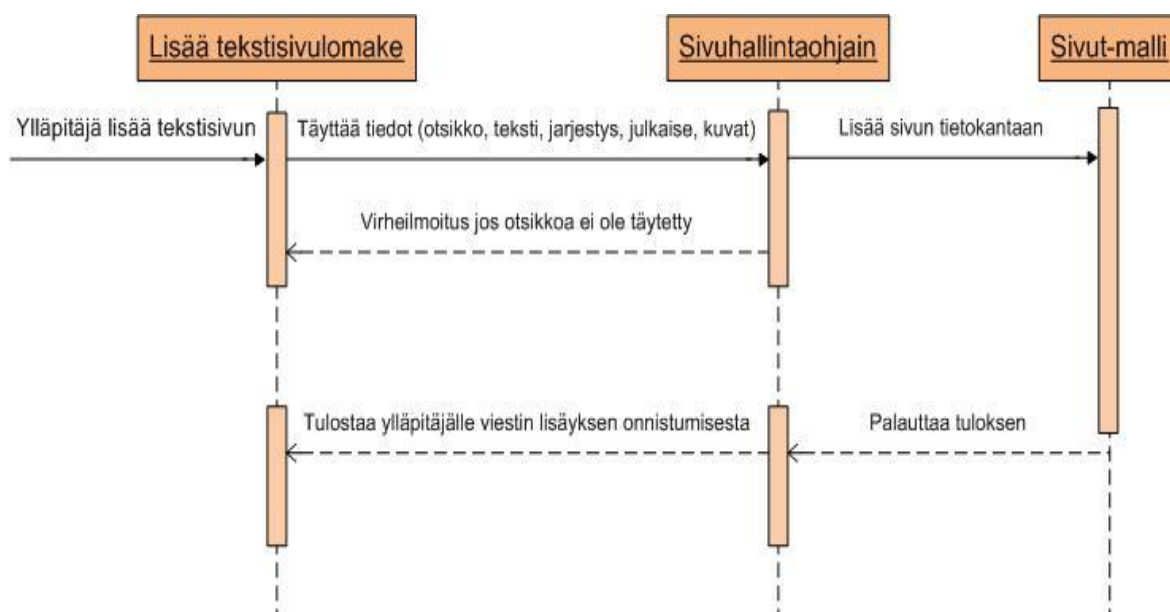 Lisää tekstisivulomake
Sivuhallintaohjain
Sivut-malli
Ylläpitäjä lisää tekstisivun
Täyttää tiedot (otsikko, teksti, jarjestys, julkaise, kuvat)
Lisää sivun tietokantaan
Virheilmoitus jos otsikkoa ei ole täytetty
Tulostaa ylläpitäjälle viestin lisäyksen onnistumisesta
Palauttaa tuloksen